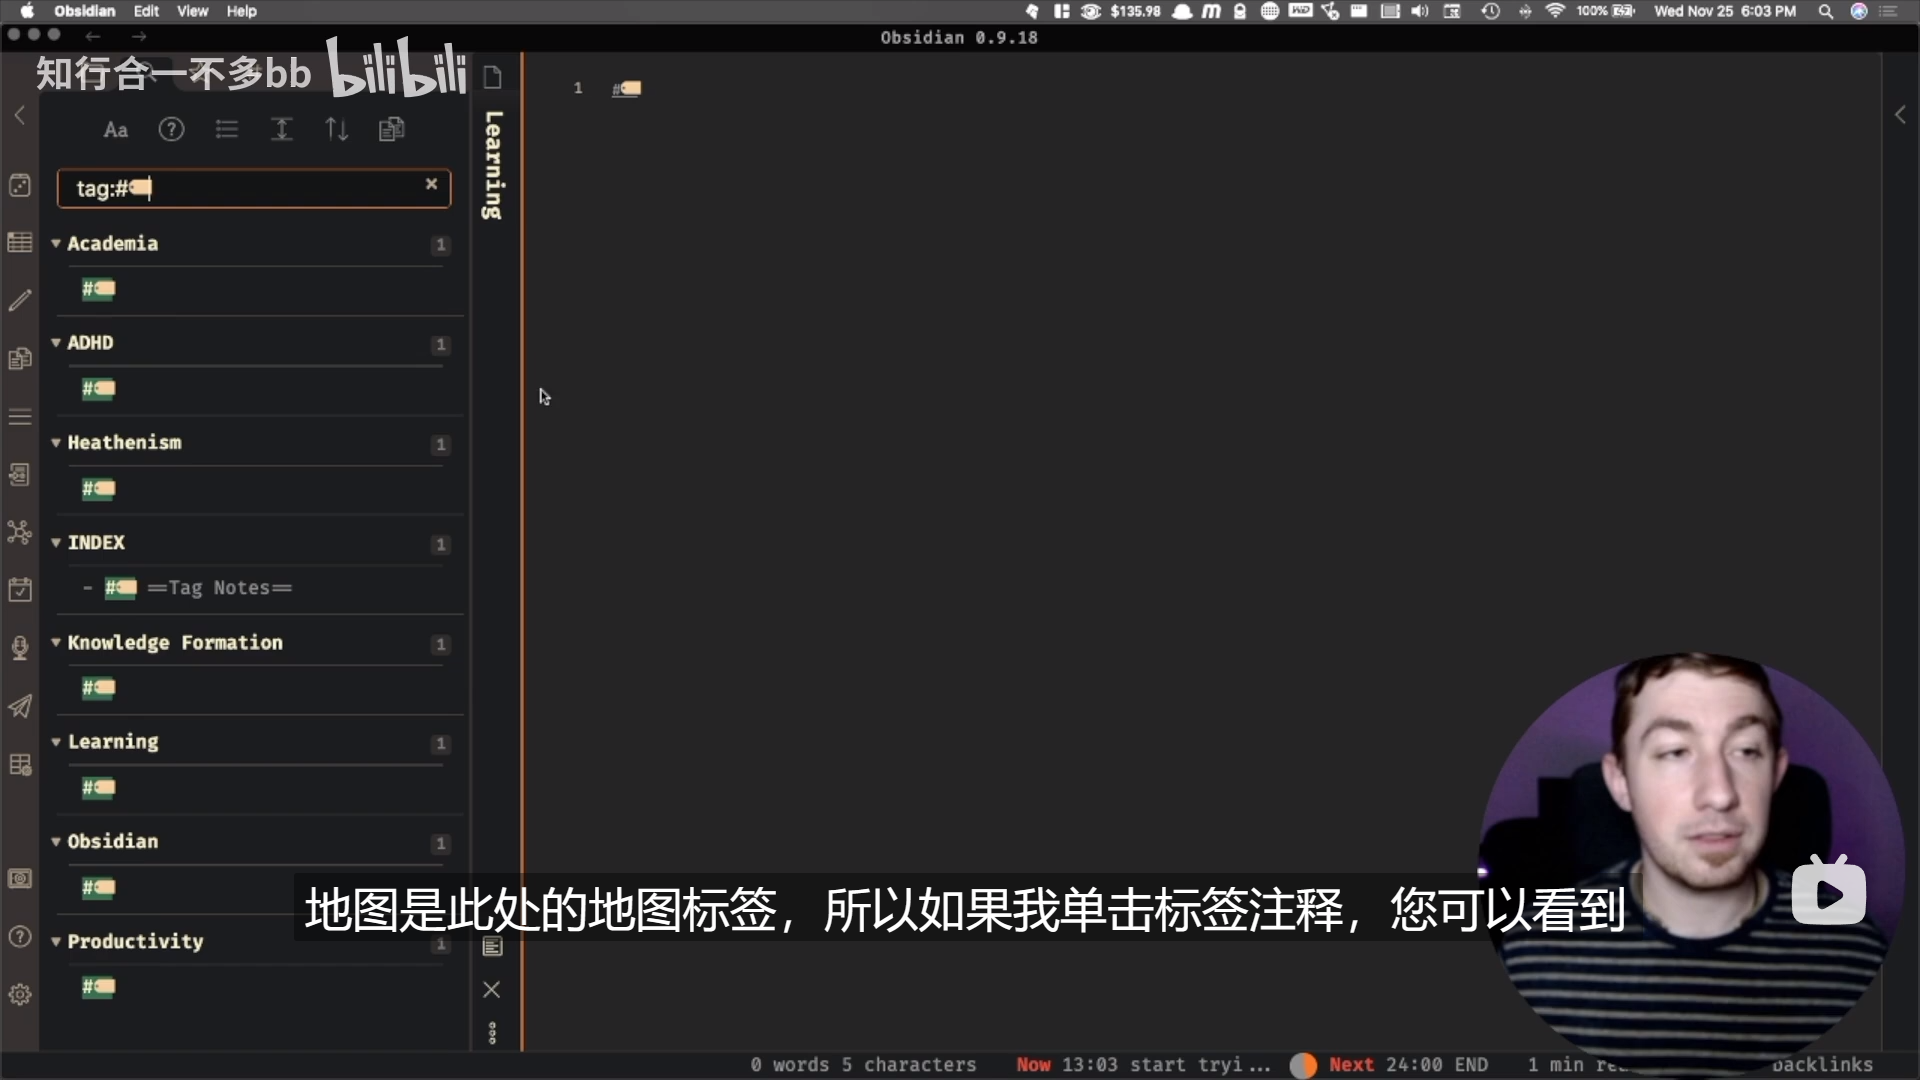 Obsidian Edit View Help
$135.98
100%
Wed Nov 25 6:03 PM
Obsidian 0.9.18
知行合一不多bb bilibili
Aa
tag:#🏷
Academia 1
#🏷
ADHD 1
#🏷
Heathenism 1
#🏷
INDEX 1
- #🏷 ==Tag Notes==
Knowledge Formation 1
#🏷
Learning 1
#🏷
Obsidian 1
#🏷
Productivity 1
#🏷
Learning
1 #🏷
地图是此处的地图标签，所以如果我单击标签注释，您可以看到
0 words 5 characters Now 13:03 start tryi... Next 24:00 END 1 min backlinks